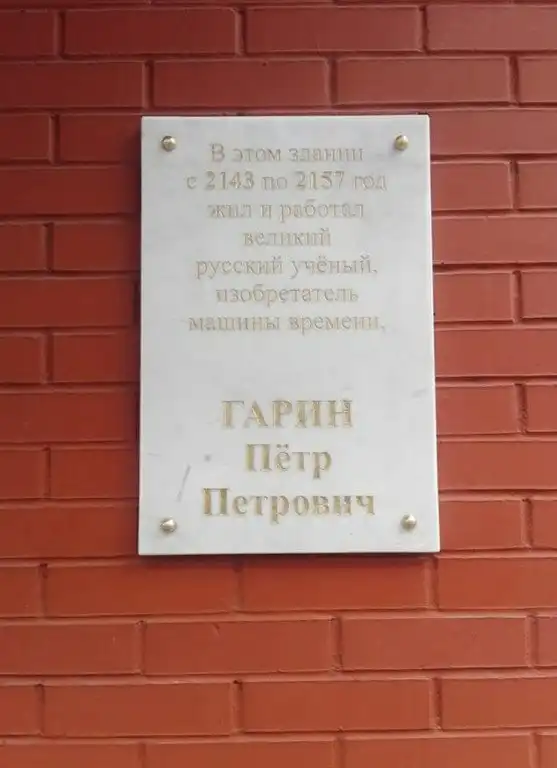 В этом здании
с 2143 по 2157 год
жил и работал
великий
русский учёный,
изобретатель
машины времени,
ГАРИН
Пётр
Петрович